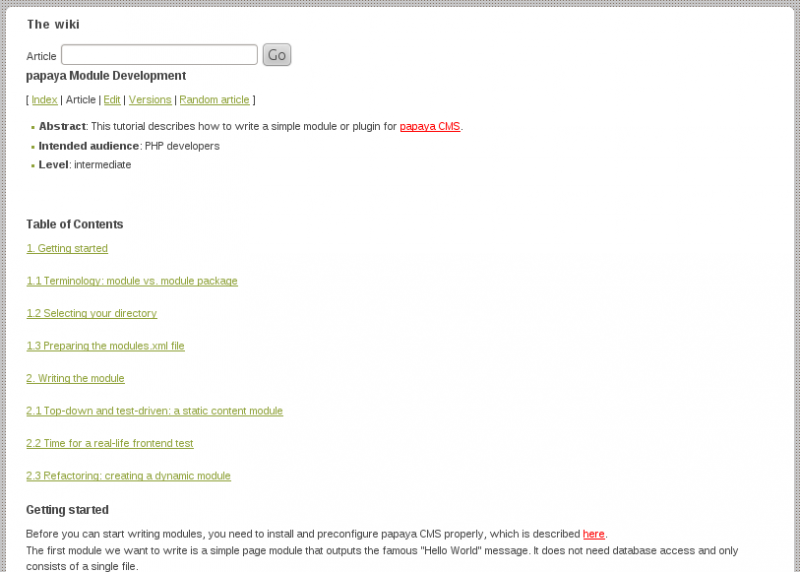 The wiki
Article Go
papaya Module Development
[ Index | Article | Edit | Versions | Random article ]
Abstract: This tutorial describes how to write a simple module or plugin for papaya CMS.
Intended audience: PHP developers
Level: intermediate
Table of Contents
1. Getting started
1.1 Terminology: module vs. module package
1.2 Selecting your directory
1.3 Preparing the modules.xml file
2. Writing the module
2.1 Top-down and test-driven: a static content module
2.2 Time for a real-life frontend test
2.3 Refactoring: creating a dynamic module
Getting started
Before you can start writing modules, you need to install and preconfigure papaya CMS properly, which is described here.
The first module we want to write is a simple page module that outputs the famous "Hello World" message. It does not need database access and only
consists of a single file.